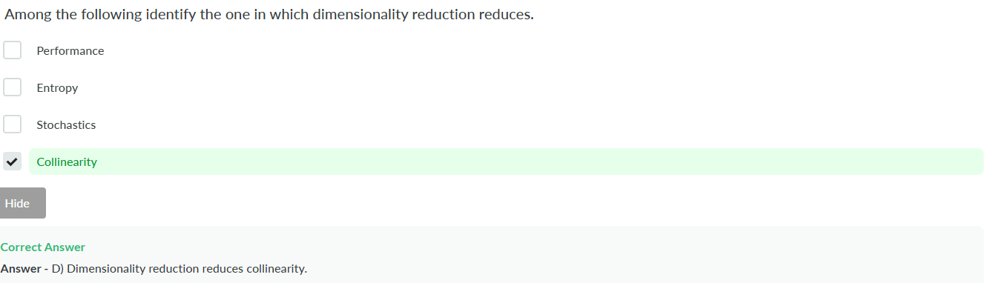 Among the following identify the one in which dimensionality reduction reduces.
Performance
Entropy
Stochastics
Collinearity
Hide
Correct Answer
Answer - D) Dimensionality reduction reduces collinearity.